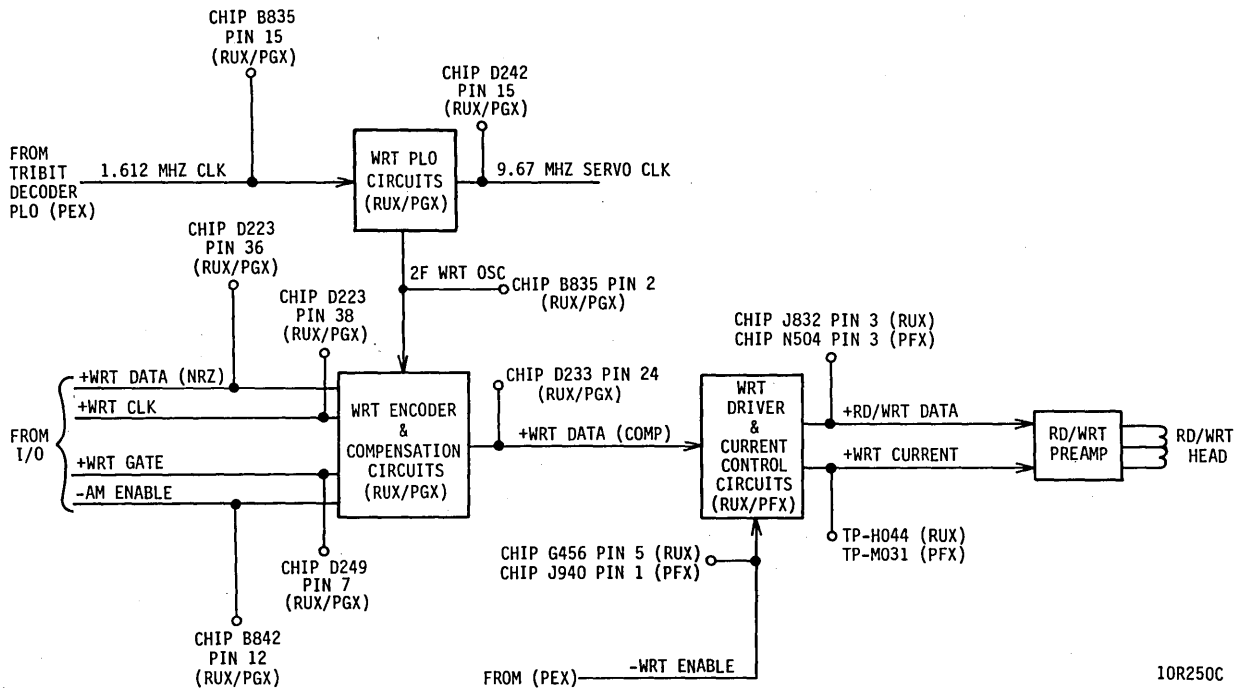 CHIP B835
PIN 15
(RUX/PGX)
CHIP D242
PIN 15
(RUX/PGX)
FROM
TRIBIT
DECODER
PLO (PEX)
1.612 MHZ CLK
WRT PLO
CIRCUITS
(RUX/PGX)
9.67 MHZ SERVO CLK
CHIP D223
PIN 36
(RUX/PGX)
2F WRT OSC
CHIP B835 PIN 2
(RUX/PGX)
CHIP D223
PIN 38
(RUX/PGX)
CHIP J832 PIN 3 (RUX)
CHIP N504 PIN 3 (PFX)
FROM
I/O
+WRT DATA (NRZ)
+WRT CLK
+WRT GATE
-AM ENABLE
WRT ENCODER
&
COMPENSATION
CIRCUITS
(RUX/PGX)
CHIP D233 PIN 24
(RUX/PGX)
+WRT DATA (COMP)
WRT
DRIVER
&
CURRENT
CONTROL
CIRCUITS
(RUX/PFX)
+RD/WRT DATA
+WRT CURRENT
RD/WRT
PREAMP
RD/WRT
HEAD
TP-H044 (RUX)
TP-M031 (PFX)
CHIP G456 PIN 5 (RUX)
CHIP J940 PIN 1 (PFX)
CHIP D249
PIN 7
(RUX/PGX)
CHIP B842
PIN 12
(RUX/PGX)
FROM (PEX)
-WRT ENABLE
10R250C